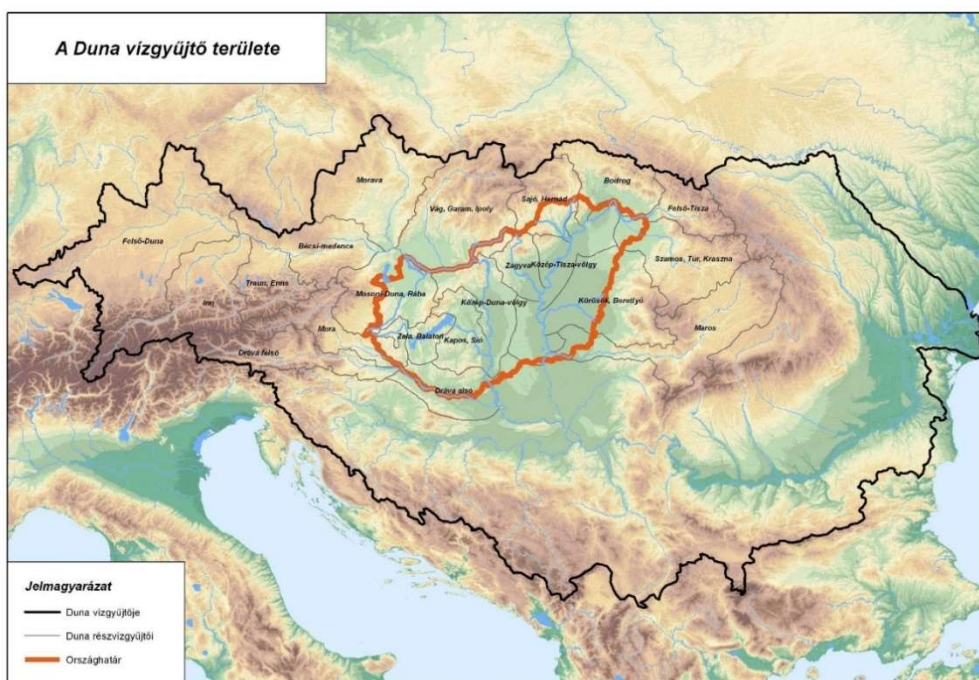 A Duna vízgyűjtő területe
Morava
Bodrog
Sajó, Hernád
Vág, Garam, Ipoly
Felső-Tisza
Felső-Duna
Bécsi-medence
Zagyva
Közép-Tisza-völgy
Szamos, Tur, Kraszna
Traun, Enns
Mosoni-Duna, Rába
Inn
Közép-Duna-völgy
Körösök, Berettyó
Mura
Zala, Balaton
Kapos, Sió
Maros
Dráva felső
Dráva alsó
Jelmagyarázat
Duna vízgyűjtője
Duna részvízgyűjtői
Országhatár